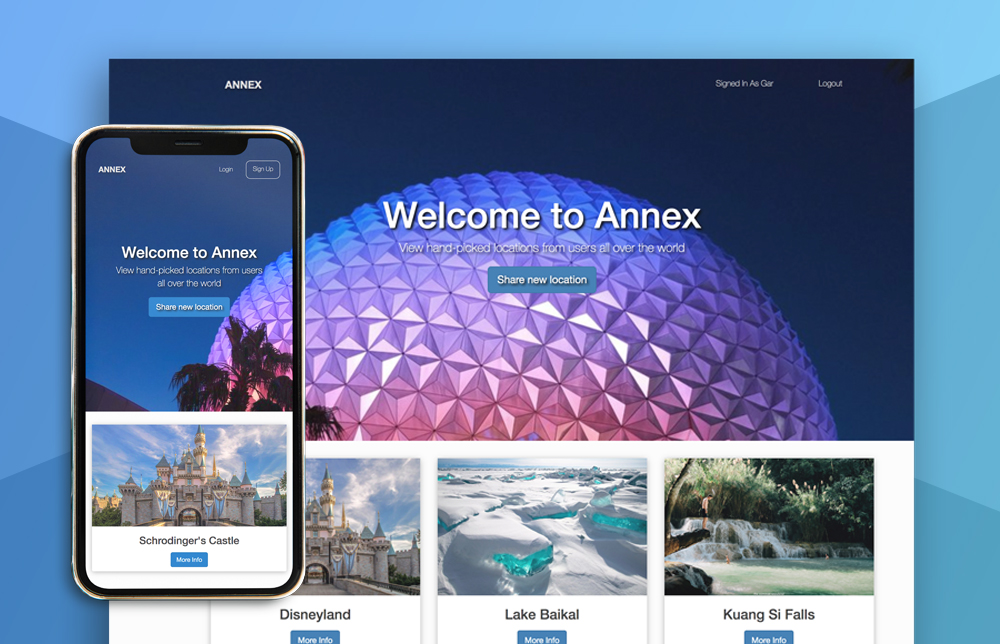 ANNEX
Signed In As Gar
Logout
Welcome to Annex
View hand-picked locations from users all over the world
Share new location
Disneyland
More Info
Lake Baikal
More Info
Kuang Si Falls
More Info
ANNEX
Login
Sign Up
Welcome to Annex
View hand-picked locations from users
all over the world
Share new location
Schrodinger's Castle
More Info